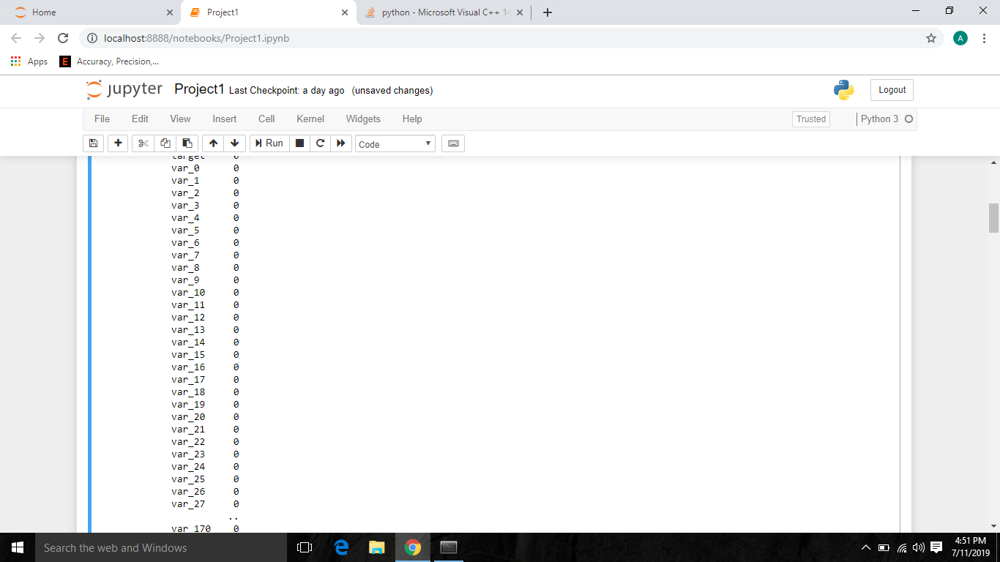 Home
Project1
python - Microsoft Visual C++ 14
localhost:8888/notebooks/Project1.ipynb
A
Apps
E Accuracy, Precision,...
jupyter Project1 Last Checkpoint: a day ago (unsaved changes)
Logout
File Edit View Insert Cell Kernel Widgets Help
Trusted Python 3
Run Code
target 0
var_0 0
var_1 0
var_2 0
var_3 0
var_4 0
var_5 0
var_6 0
var_7 0
var_8 0
var_9 0
var_10 0
var_11 0
var_12 0
var_13 0
var_14 0
var_15 0
var_16 0
var_17 0
var_18 0
var_19 0
var_20 0
var_21 0
var_22 0
var_23 0
var_24 0
var_25 0
var_26 0
var_27 0
..
var_170 0
Search the web and Windows
4:51 PM
7/11/2019